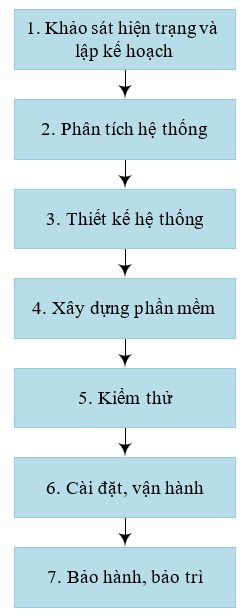 1. Khảo sát hiện trạng và
lập kế hoạch
2. Phân tích hệ thống
3. Thiết kế hệ thống
4. Xây dựng phần mềm
5. Kiểm thử
6. Cài đặt, vận hành
7. Bảo hành, bảo trì